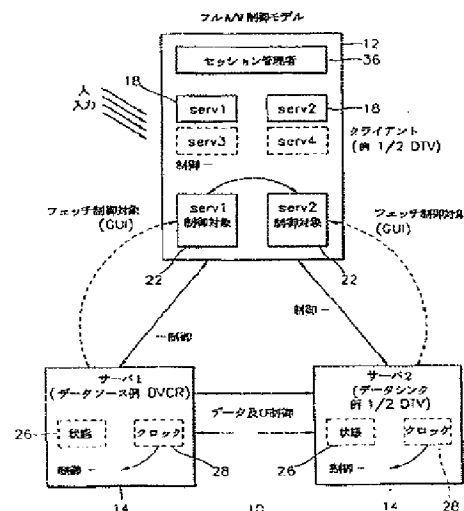 フルA/V制御モデル
12
セッション管理者
36
18
serv1
serv2
18
人
入力
serv3
serv4
制御
クライアント
(例 1/2 DTV)
フェッチ制御対象
(GUI)
serv1
制御対象
serv2
制御対象
フェッチ制御対象
(GUI)
22
22
制御
制御
サーバ1
(データソース例 DVCR)
サーバ2
(データシンク
例 1/2 DTV)
データ及び制御
26
状態
クロック
26
状態
クロック
制御
28
制御
14
10
14
28